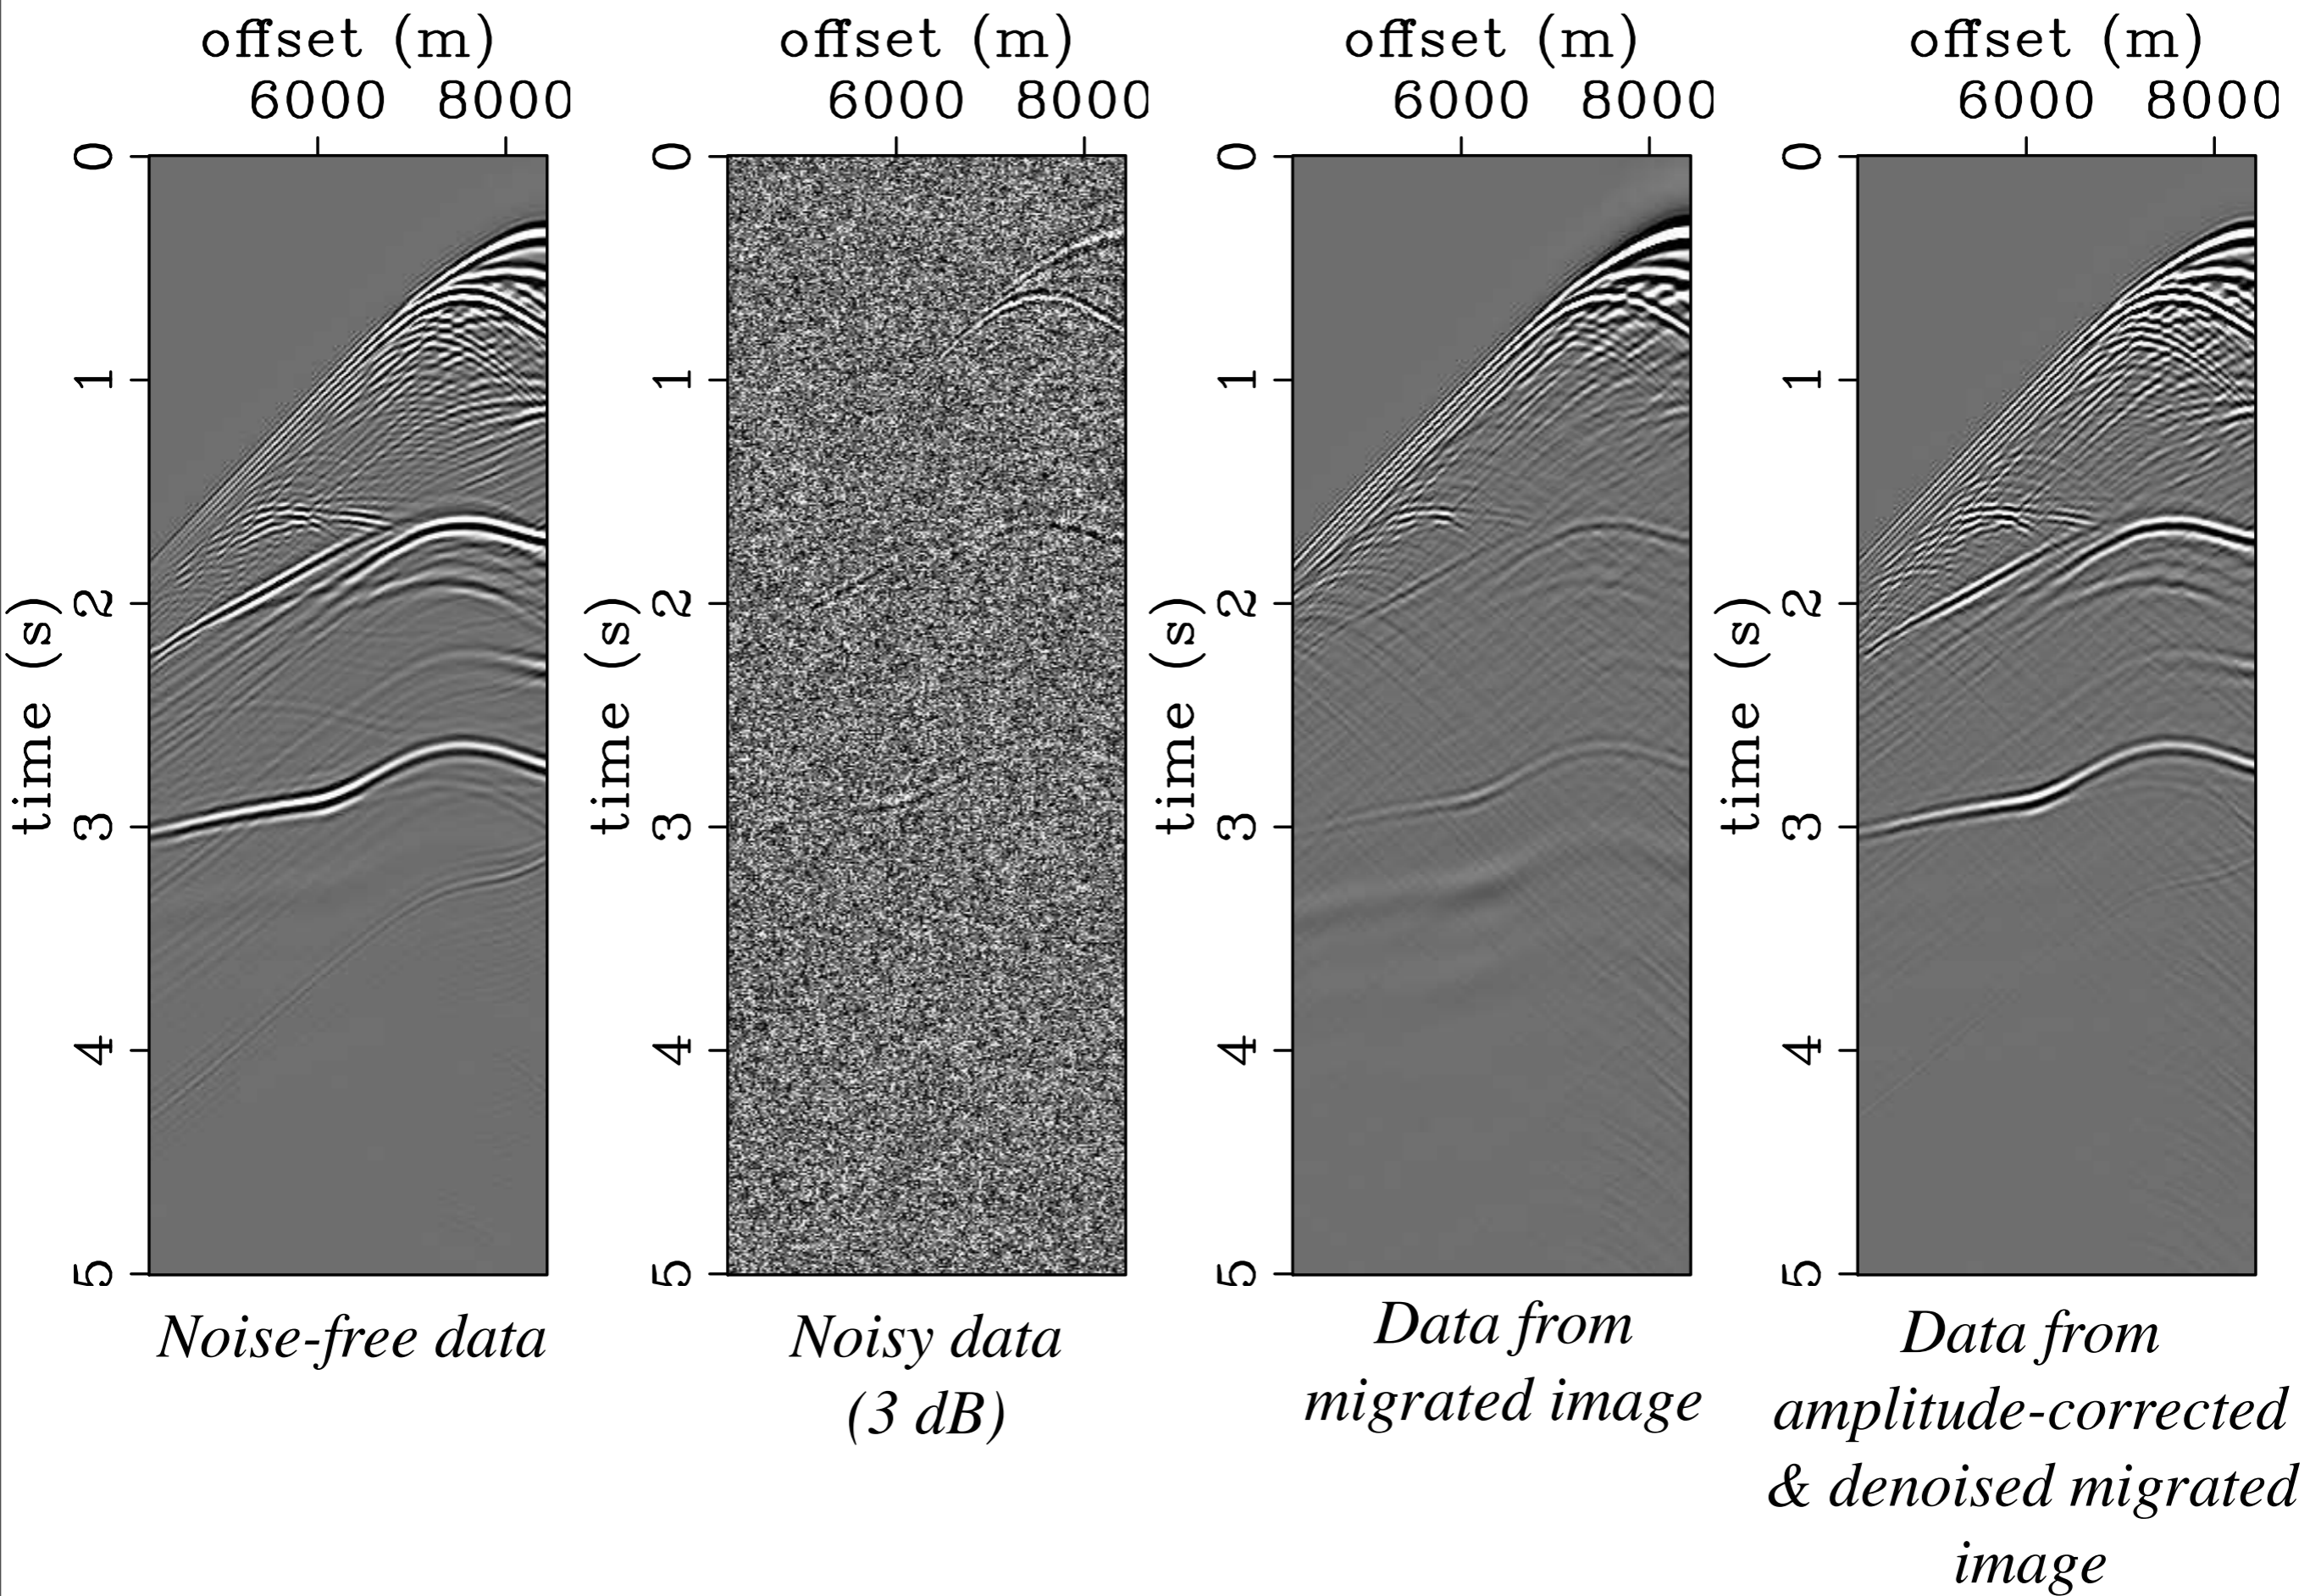 offset (m)
6000 8000
0
1
2
3
4
5
time (s)
Noise-free data
offset (m)
6000 8000
0
1
2
3
4
5
time (s)
Noisy data
(3 dB)
offset (m)
6000 8000
0
1
2
3
4
5
time (s)
Data from
migrated image
offset (m)
6000 8000
0
1
2
3
4
5
time (s)
Data from
amplitude-corrected
& denoised migrated
image